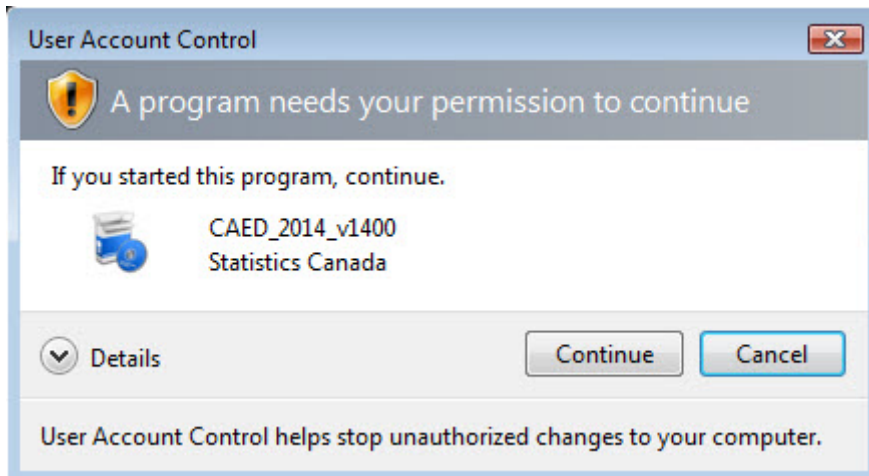 User Account Control
A program needs your permission to continue
If you started this program, continue.
CAED_2014_v1400
Statistics Canada
Details
Continue
Cancel
User Account Control helps stop unauthorized changes to your computer.